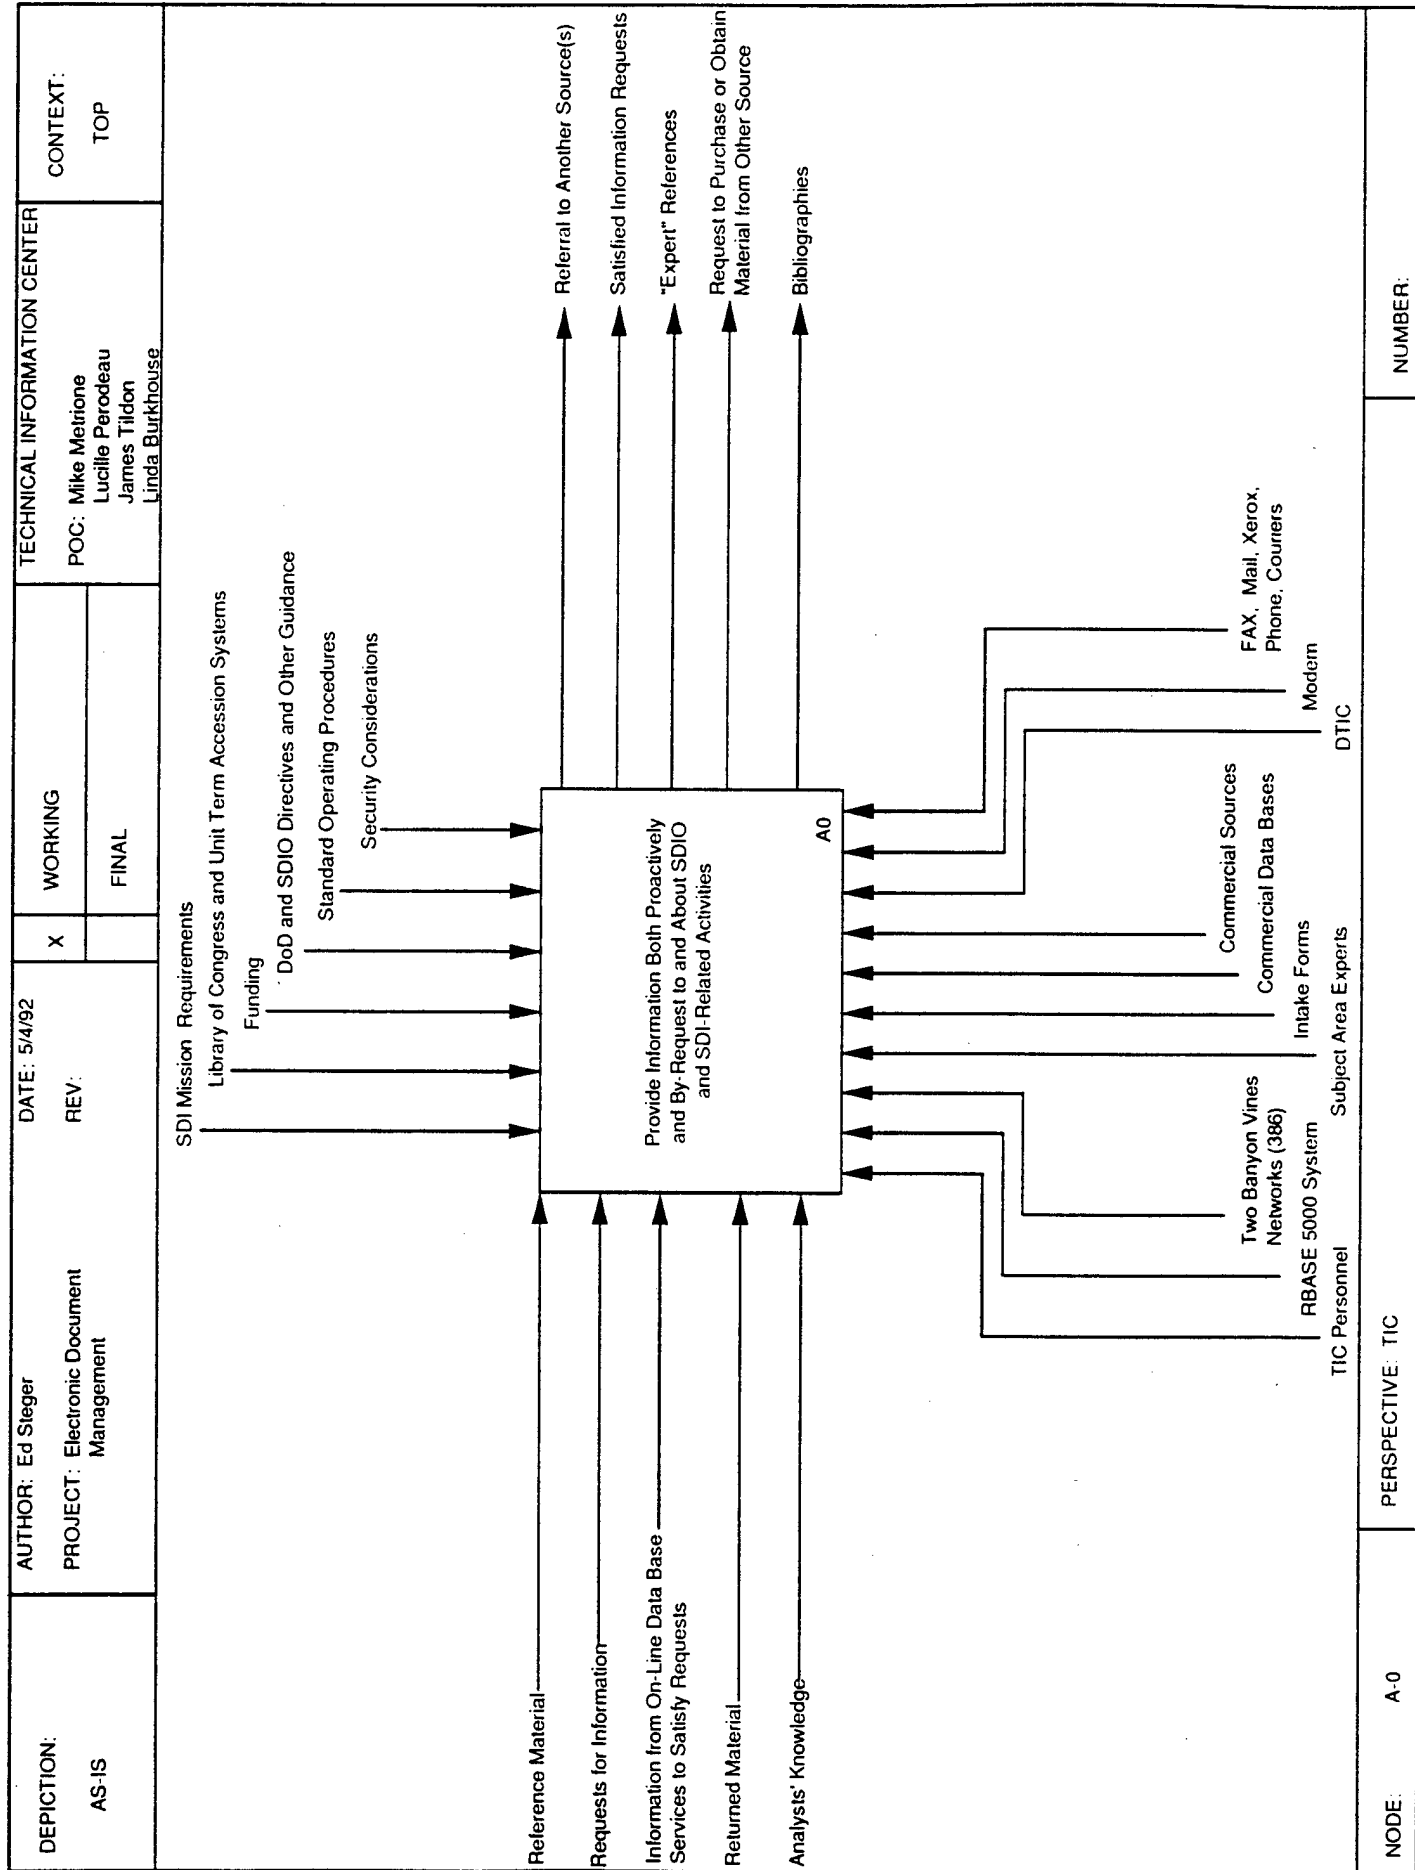 DEPICTION:
AS-IS
AUTHOR: Ed Steger
PROJECT: Electronic Document
Management
DATE: 5/4/92
REV:
X
WORKING
FINAL
TECHNICAL INFORMATION CENTER
POC: Mike Metrione
Lucille Perodeau
James Tildon
Linda Burkhouse
CONTEXT:
TOP
SDI Mission Requirements
Library of Congress and Unit Term Accession Systems
Funding
DoD and SDIO Directives and Other Guidance
Standard Operating Procedures
Security Considerations
Reference Material
Requests for Information
Information from On-Line Data Base
Services to Satisfy Requests
Returned Material
Analysts' Knowledge
Provide Information Both Proactively
and By-Request to and About SDIO
and SDI-Related Activities
A0
Referral to Another Source(s)
Satisfied Information Requests
"Expert" References
Request to Purchase or Obtain
Material from Other Source
Bibliographies
Two Banyon Vines
Networks (386)
RBASE 5000 System
TIC Personnel
Commercial Sources
Commercial Data Bases
Intake Forms
Subject Area Experts
FAX, Mail, Xerox,
Phone, Couriers
Modem
DTIC
NODE: A-0
PERSPECTIVE: TIC
NUMBER: